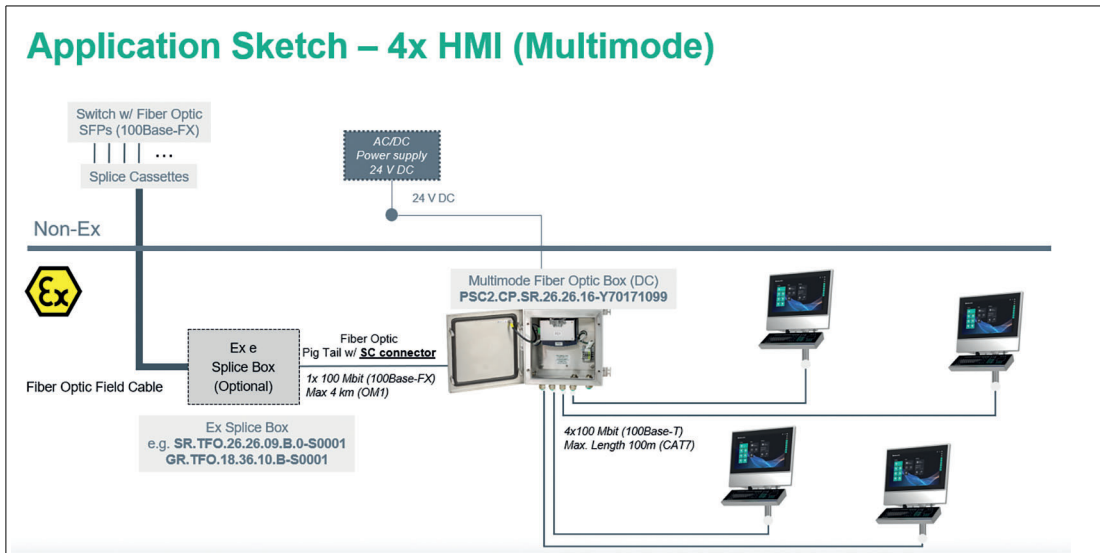 Application Sketch – 4x HMI (Multimode)
Switch w/ Fiber Optic
SFPs (100Base-FX)
...
Splice Cassettes
AC/DC
Power supply
24 V DC
24 V DC
Non-Ex
Ex
Multimode Fiber Optic Box (DC)
PSC2.CP.SR.26.26.16-Y70171099
Ex e
Splice Box
(Optional)
Fiber Optic
Pig Tail w/ SC connector
1x 100 Mbit (100Base-FX)
Max 4 km (OM1)
Fiber Optic Field Cable
Ex Splice Box
e.g. SR.TFO.26.26.09.B.0-S0001
GR.TFO.18.36.10.B-S0001
4x100 Mbit (100Base-T)
Max. Length 100m (CAT7)